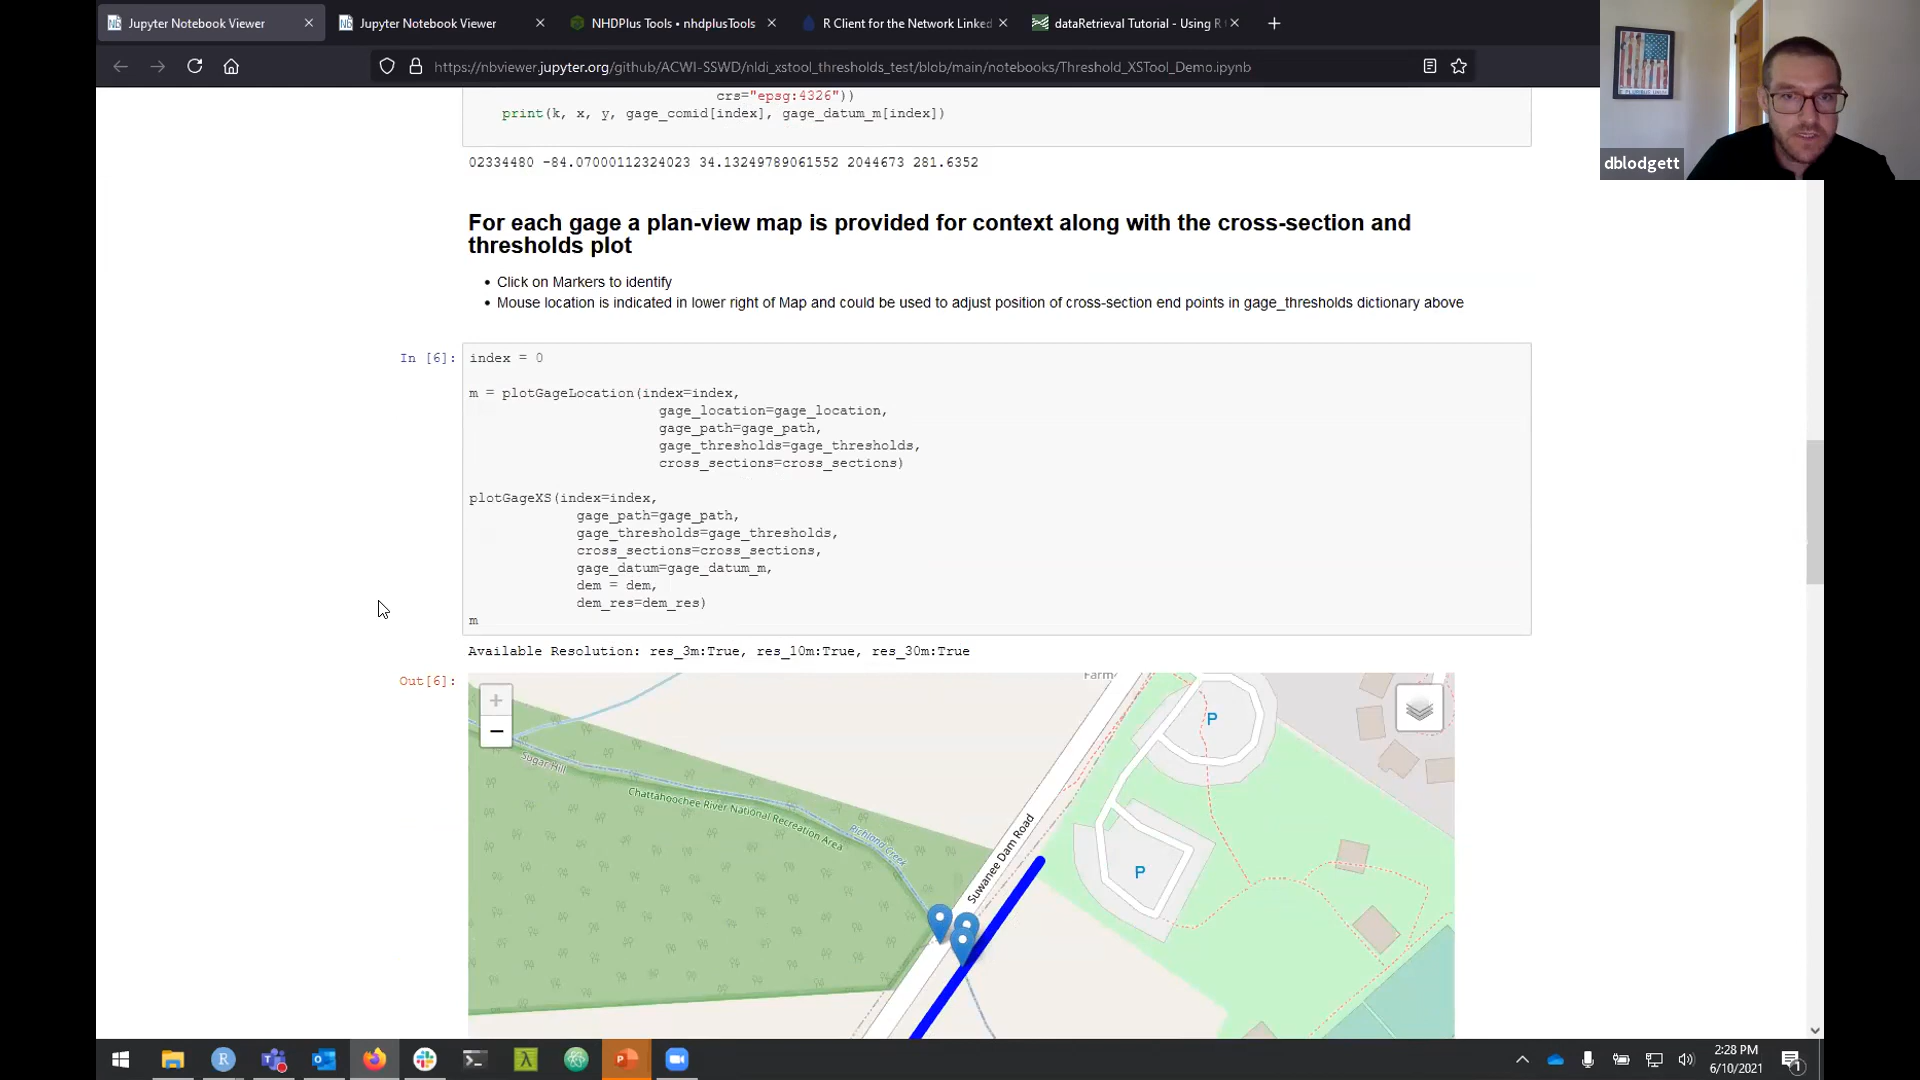 Jupyter Notebook Viewer
Jupyter Notebook Viewer
NHDPlus Tools • nhdplusTools
R Client for the Network Linked
dataRetrieval Tutorial - Using R
https://nbviewer.jupyter.org/github/ACWI-SSWD/nldi_xstool_thresholds_test/blob/main/notebooks/Threshold_XSTool_Demo.ipynb
dblodgett
crs="epsg:4326"))
print(k, x, y, gage_comid[index], gage_datum_m[index])
02334480 -84.07000112324023 34.13249789061552 2044673 281.6352
For each gage a plan-view map is provided for context along with the cross-section and
thresholds plot
• Click on Markers to identify
• Mouse location is indicated in lower right of Map and could be used to adjust position of cross-section end points in gage_thresholds dictionary above
In [6]:
index = 0
m = plotGageLocation(index=index,
gage_location=gage_location,
gage_path=gage_path,
gage_thresholds=gage_thresholds,
cross_sections=cross_sections)
plotGageXS(index=index,
gage_path=gage_path,
gage_thresholds=gage_thresholds,
cross_sections=cross_sections,
gage_datum=gage_datum_m,
dem = dem,
dem_res=dem_res)
m
Available Resolution: res_3m:True, res_10m:True, res_30m:True
Out[6]:
+
−
Farm
P
Sugar Hill
Chattahoochee River National Recreation Area
Richland Creek
Suwanee Dam Road
P
2:28 PM
6/10/2021
1